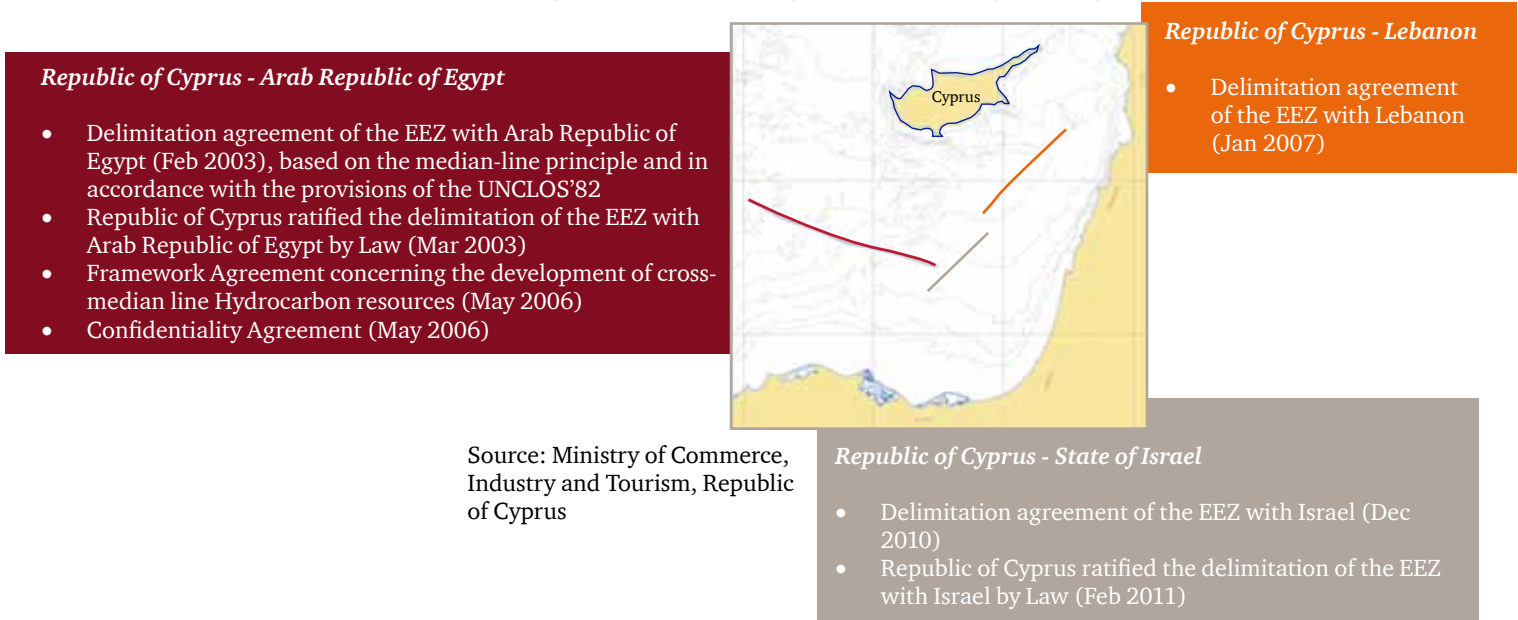 Republic of Cyprus - Arab Republic of Egypt
• Delimitation agreement of the EEZ with Arab Republic of
Egypt (Feb 2003), based on the median-line principle and in
accordance with the provisions of the UNCLOS'82
• Republic of Cyprus ratified the delimitation of the EEZ with
Arab Republic of Egypt by Law (Mar 2003)
• Framework Agreement concerning the development of cross-
median line Hydrocarbon resources (May 2006)
• Confidentiality Agreement (May 2006)
Cyprus
Republic of Cyprus - Lebanon
• Delimitation agreement
of the EEZ with Lebanon
(Jan 2007)
Source: Ministry of Commerce,
Industry and Tourism, Republic
of Cyprus
Republic of Cyprus - State of Israel
• Delimitation agreement of the EEZ with Israel (Dec
2010)
• Republic of Cyprus ratified the delimitation of the EEZ
with Israel by Law (Feb 2011)